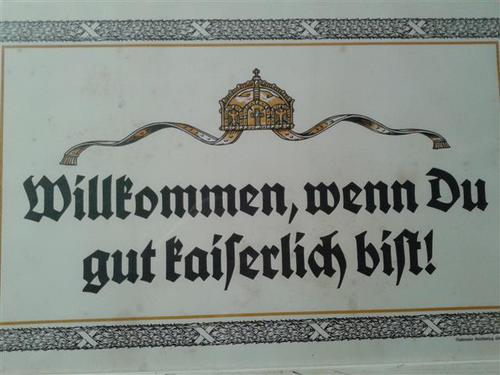 Willkommen, wenn Du
gut kaiſerlich biſt!